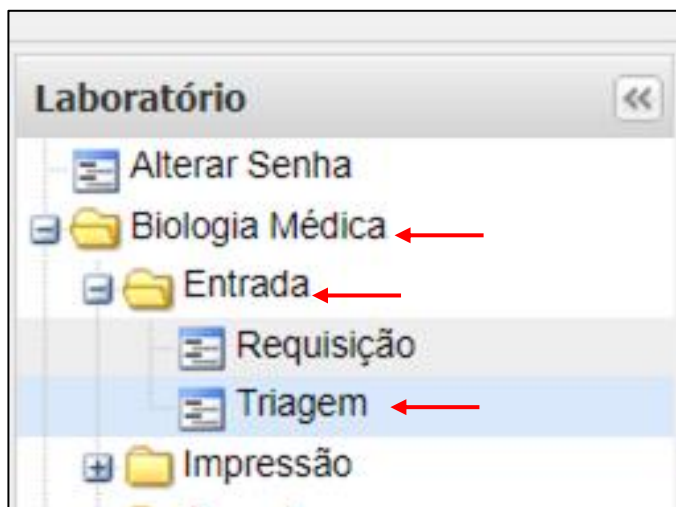 Laboratório
Alterar Senha
Biologia Médica
Entrada
Requisição
Triagem
Impressão